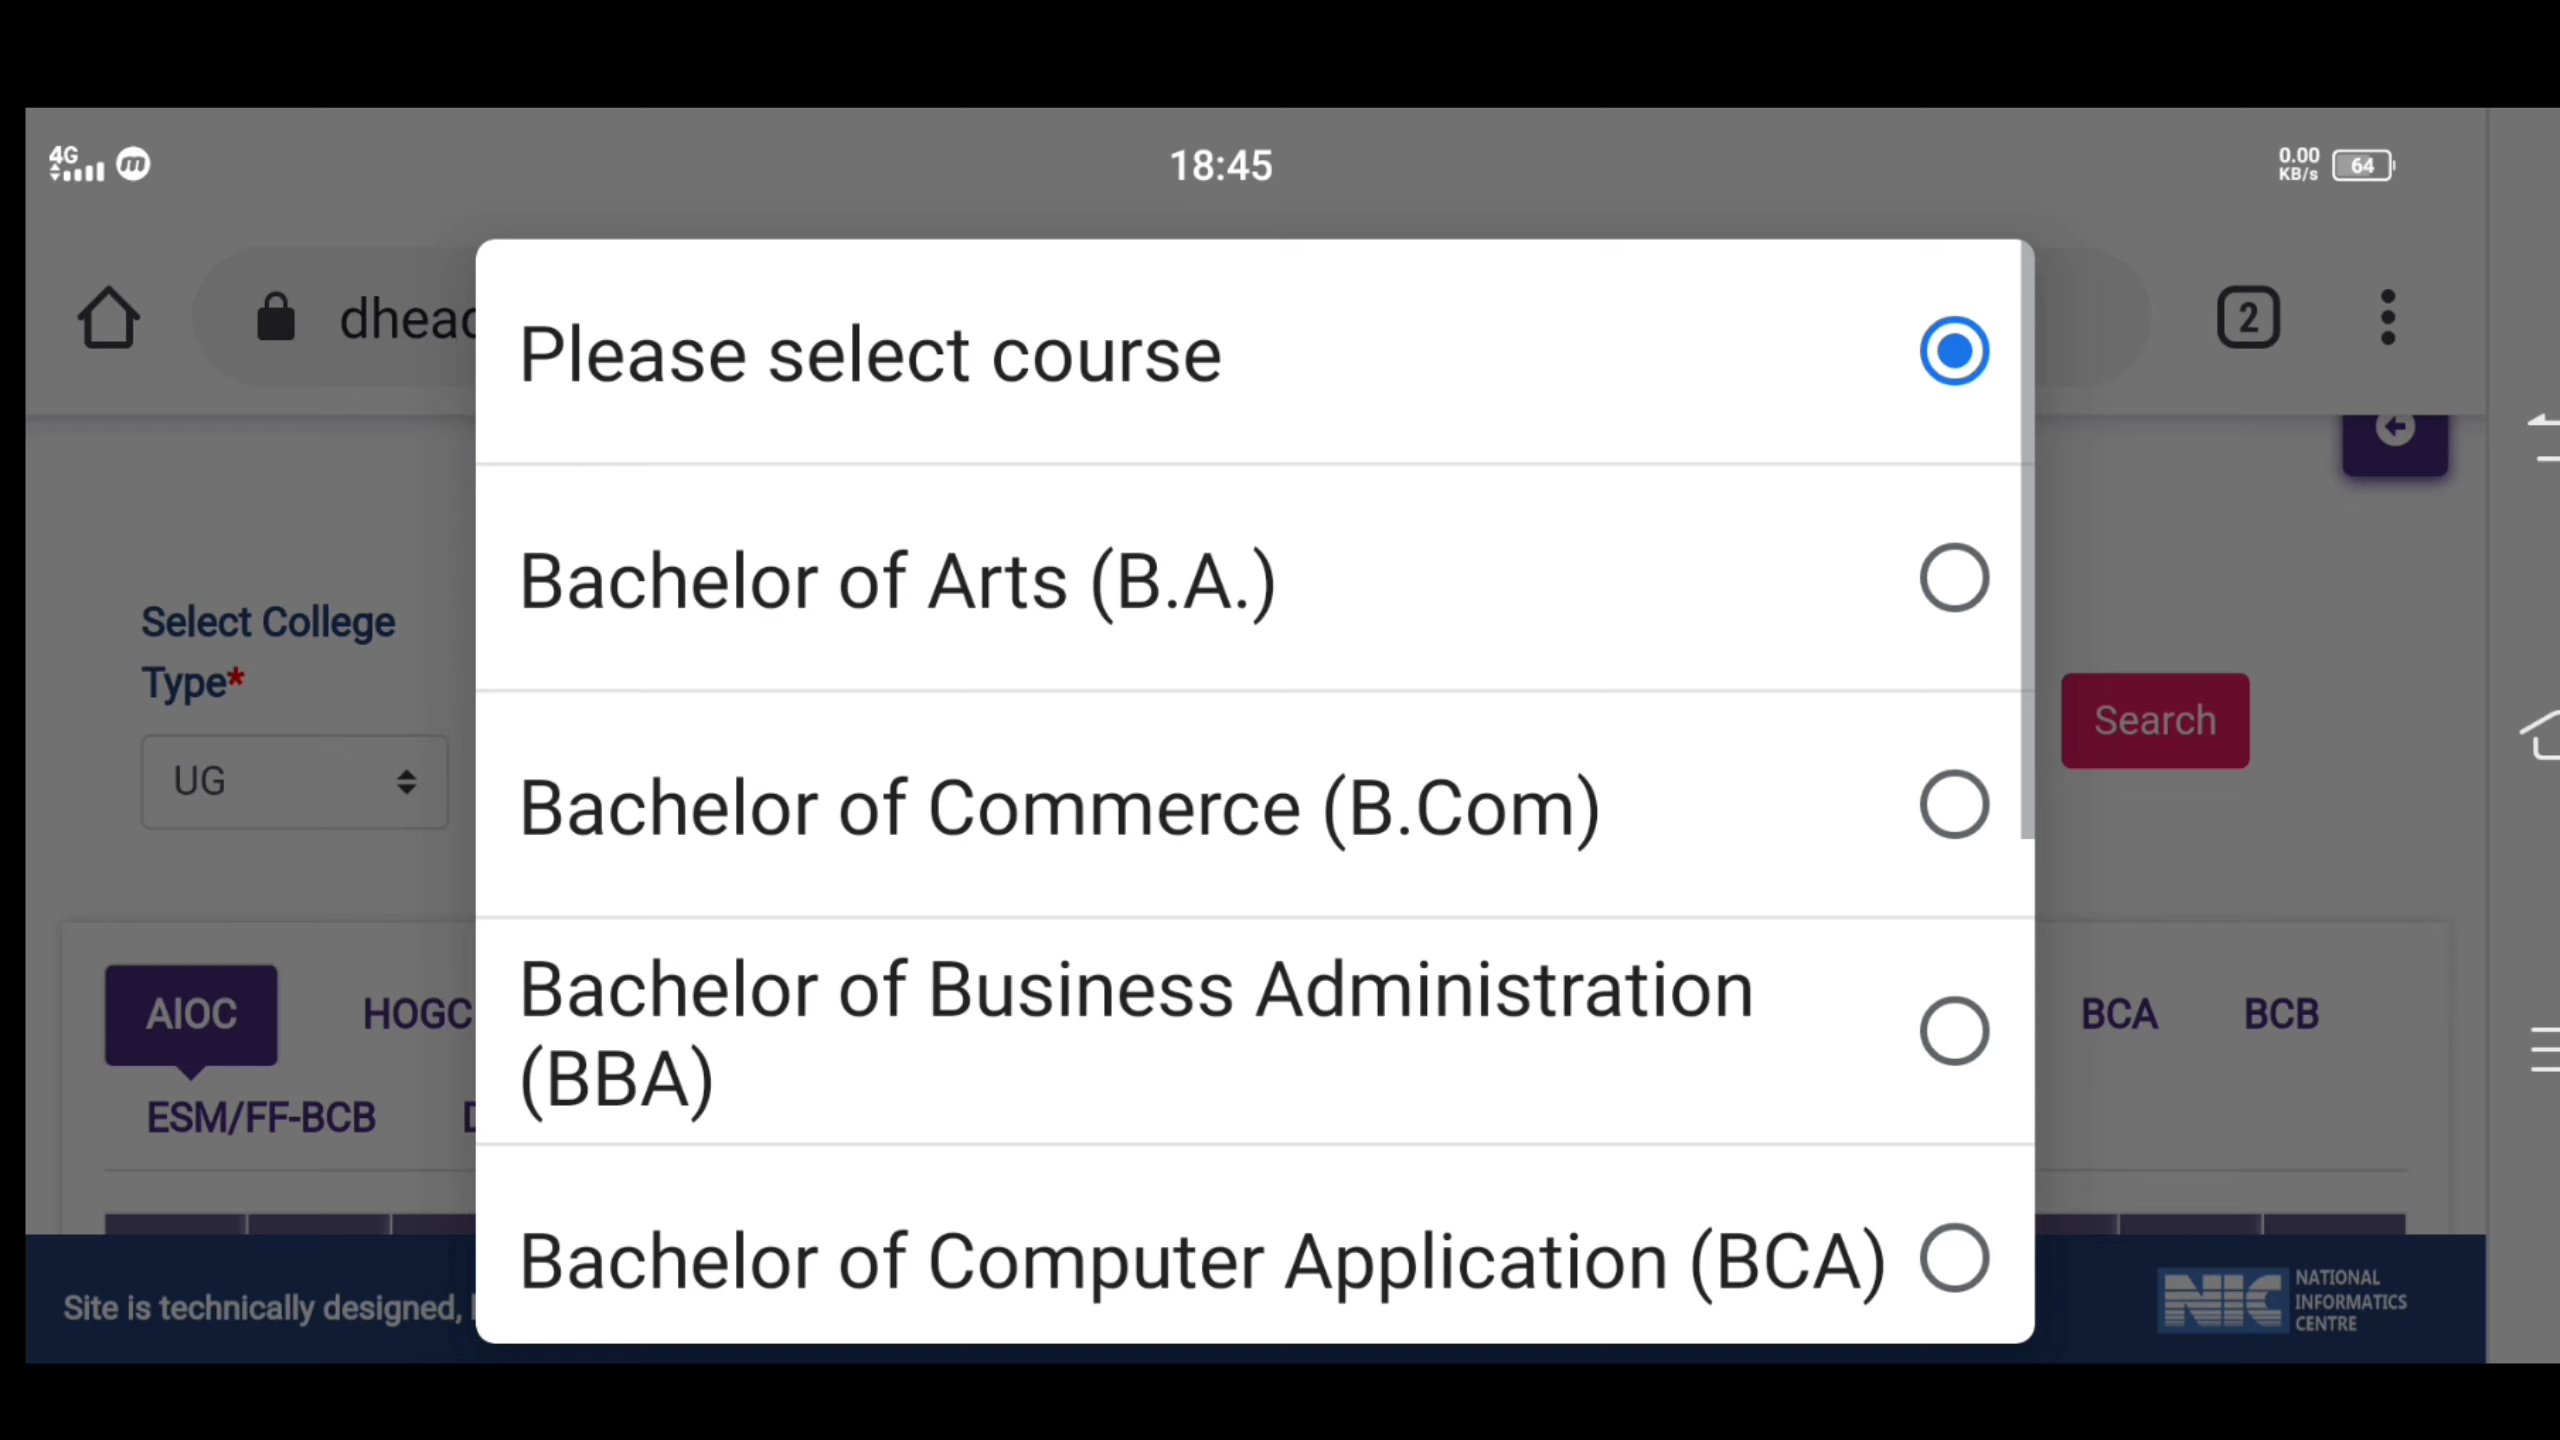 4G
18:45
0.00
KB/s
64
dheac
2
Please select course
Bachelor of Arts (B.A.)
Bachelor of Commerce (B.Com)
Bachelor of Business Administration
(BBA)
Bachelor of Computer Application (BCA)
Select College
Type*
UG
Search
AIOC
HOGC
BCA
BCB
ESM/FF-BCB
Site is technically designed,
NIC
NATIONAL
INFORMATICS
CENTRE